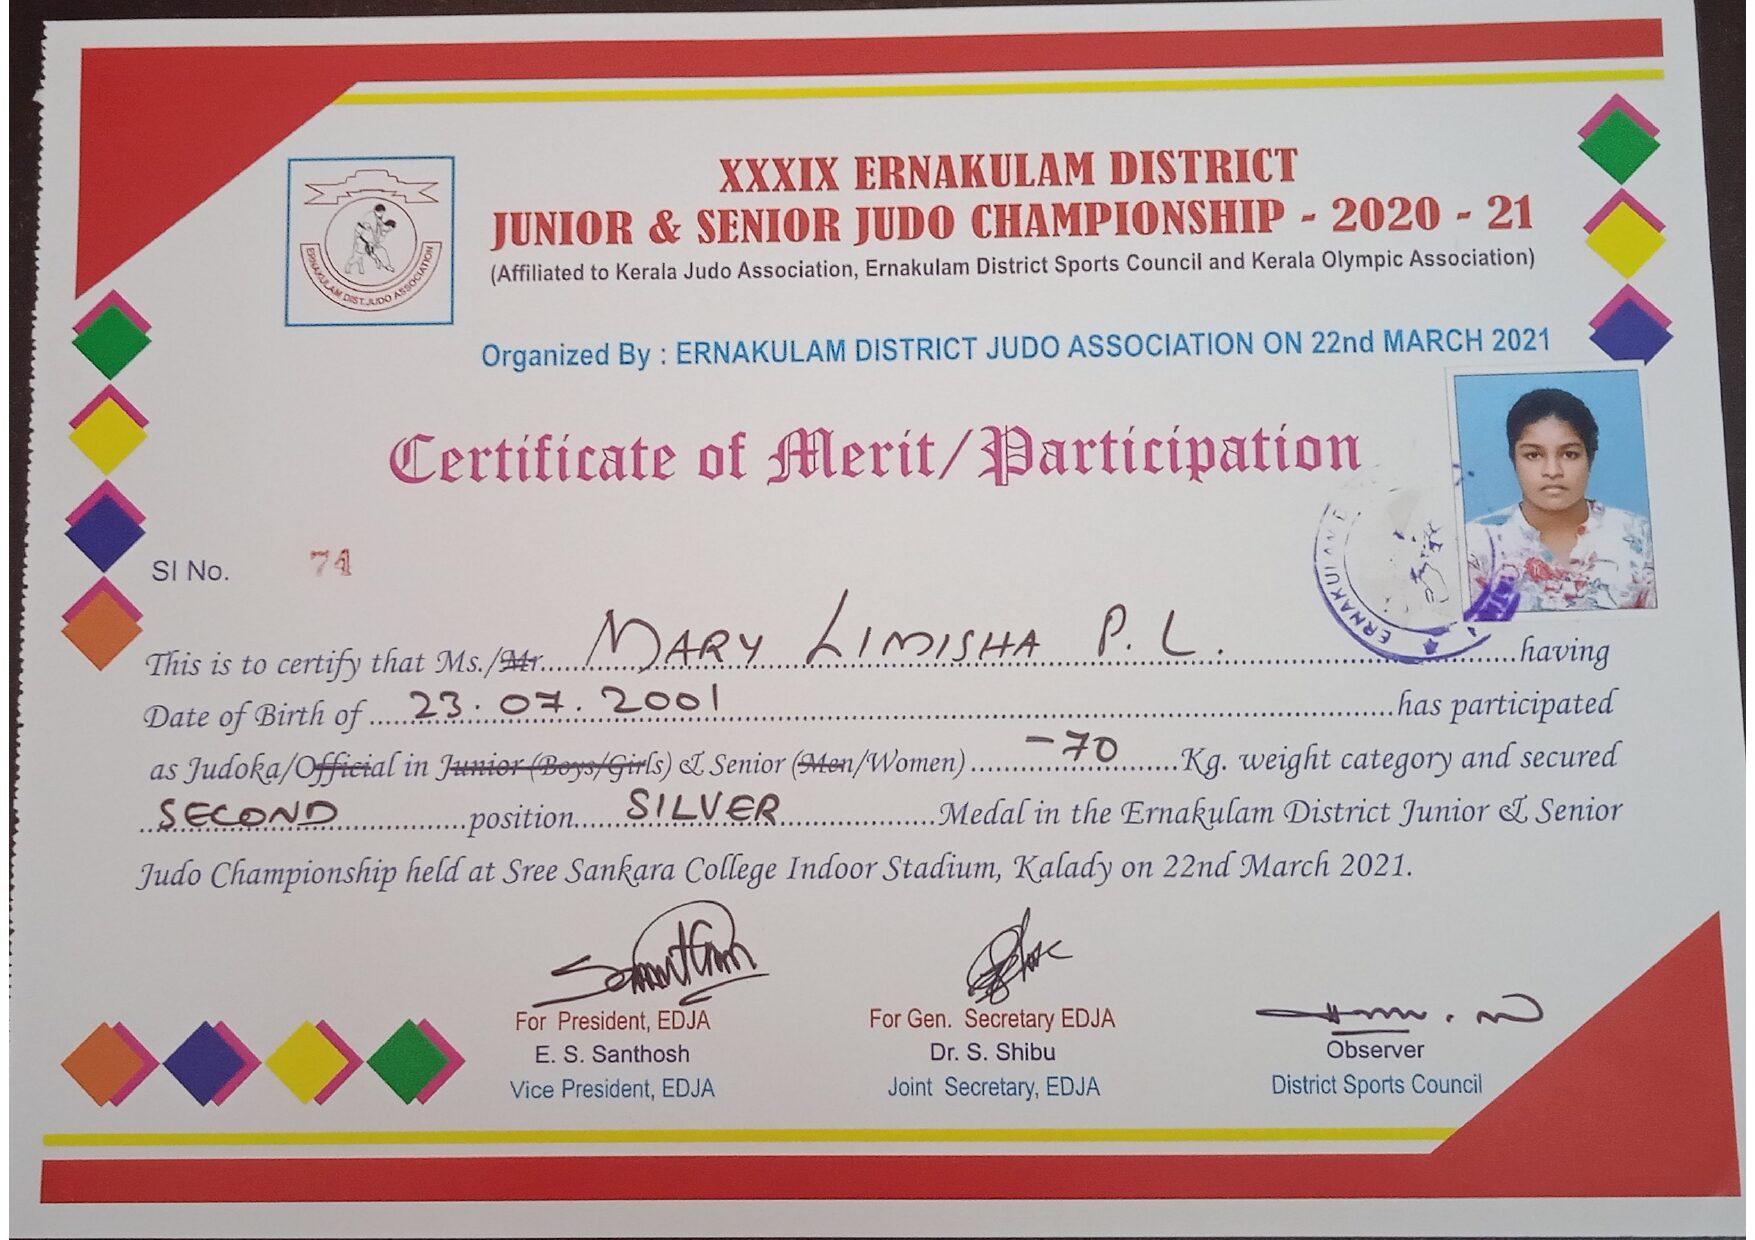 XXXIX ERNAKULAM DISTRICT
JUNIOR & SENIOR JUDO CHAMPIONSHIP - 2020 - 21
(Affiliated to Kerala Judo Association, Ernakulam District Sports Council and Kerala Olympic Association)
ERNAKULAM DIST.JUDO ASSOCIATION
Organized By : ERNAKULAM DISTRICT JUDO ASSOCIATION ON 22nd MARCH 2021
Certificate of Merit/Participation
SI No. 74
This is to certify that Ms./Mr. MARY LIMISHA P. L. having
Date of Birth of 23.07.2001 has participated
as Judoka/Official in Junior (Boys/Girls) & Senior (Men/Women) -70 Kg. weight category and secured
SECOND position SILVER Medal in the Ernakulam District Junior & Senior
Judo Championship held at Sree Sankara College Indoor Stadium, Kalady on 22nd March 2021.
For President, EDJA For Gen. Secretary EDJA
E. S. Santhosh Dr. S. Shibu Observer
Vice President, EDJA Joint Secretary, EDJA District Sports Council